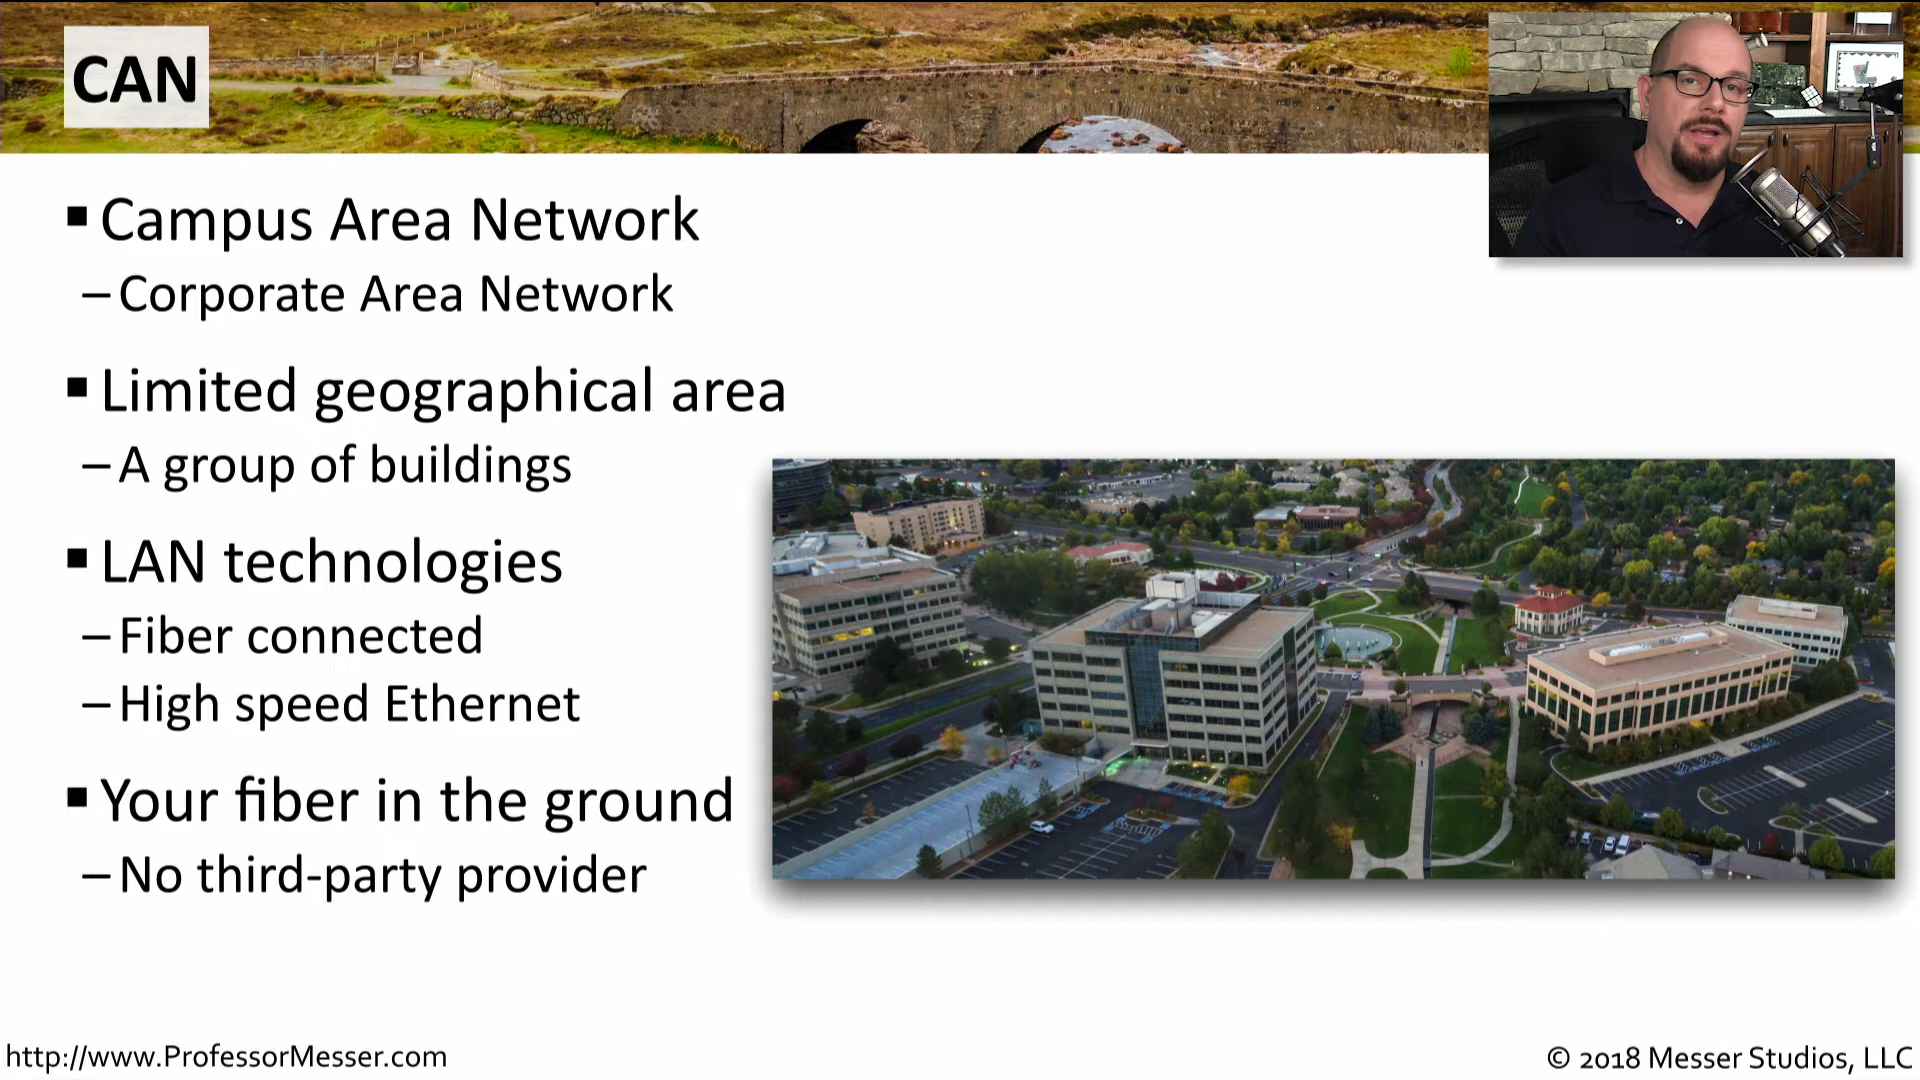 CAN
▪ Campus Area Network
– Corporate Area Network
▪ Limited geographical area
– A group of buildings
▪ LAN technologies
– Fiber connected
– High speed Ethernet
▪ Your fiber in the ground
– No third-party provider
http://www.ProfessorMesser.com
© 2018 Messer Studios, LLC